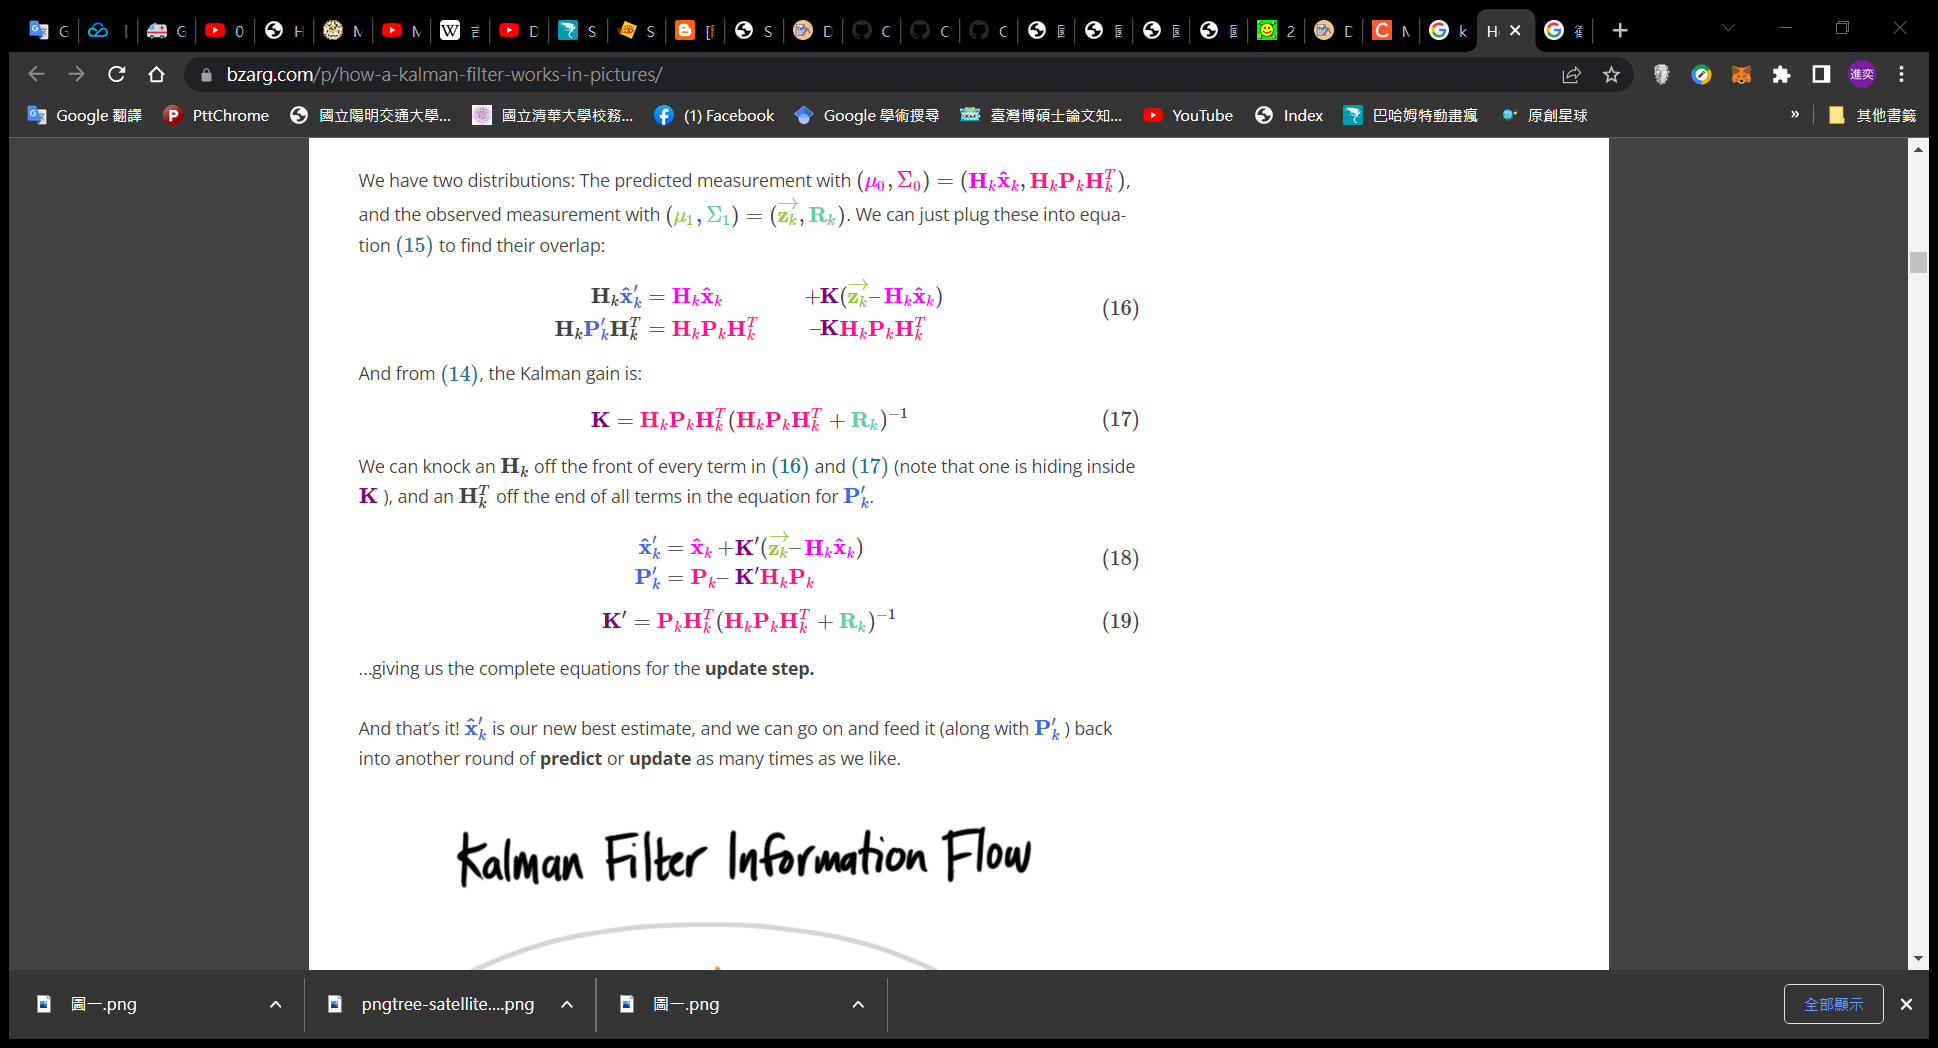 G G 0 H M M W 고 D S S [ S D C C C 2 D C M k H G
bzarg.com/p/how-a-kalman-filter-works-in-pictures/ 進奕
Google 翻譯 PttChrome 國立陽明交通大學... 國立清華大學校務... (1) Facebook Google 學術搜尋 臺灣博碩士論文知... YouTube Index 巴哈姆特動畫瘋 原創星球 » 其他書籤
We have two distributions: The predicted measurement with (μ₀, Σ₀) = (Hₖx̂ₖ, HₖPₖHₖᵀ),
and the observed measurement with (μ₁, Σ₁) = (z⃗ₖ, Rₖ). We can just plug these into equa-
tion (15) to find their overlap:
Hₖx̂ₖ′ = Hₖx̂ₖ +K(z⃗ₖ– Hₖx̂ₖ)
HₖPₖ′Hₖᵀ = HₖPₖHₖᵀ –KHₖPₖHₖᵀ
(16)
And from (14), the Kalman gain is:
K = HₖPₖHₖᵀ(HₖPₖHₖᵀ + Rₖ)⁻¹ (17)
We can knock an Hₖ off the front of every term in (16) and (17) (note that one is hiding inside
K ), and an Hₖᵀ off the end of all terms in the equation for Pₖ′.
x̂ₖ′ = x̂ₖ +K′(z⃗ₖ– Hₖx̂ₖ)
Pₖ′ = Pₖ– K′HₖPₖ
(18)
K′ = PₖHₖᵀ(HₖPₖHₖᵀ + Rₖ)⁻¹ (19)
...giving us the complete equations for the update step.
And that’s it! x̂ₖ′ is our new best estimate, and we can go on and feed it (along with Pₖ′ ) back
into another round of predict or update as many times as we like.
Kalman Filter Information Flow
圖一.png pngtree-satellite....png 圖一.png 全部顯示